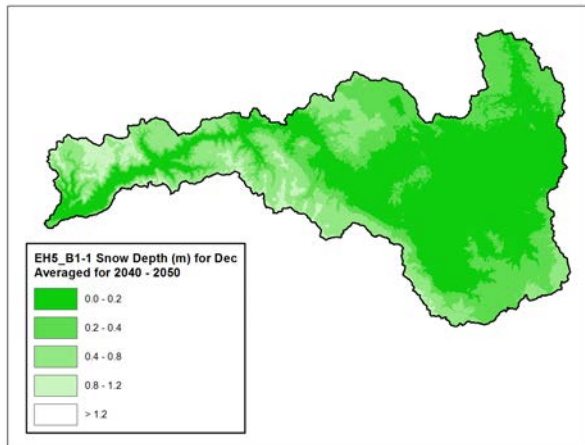 EH5_B1-1 Snow Depth (m) for Dec
Averaged for 2040 - 2050
0.0 - 0.2
0.2 - 0.4
0.4 - 0.8
0.8 - 1.2
> 1.2